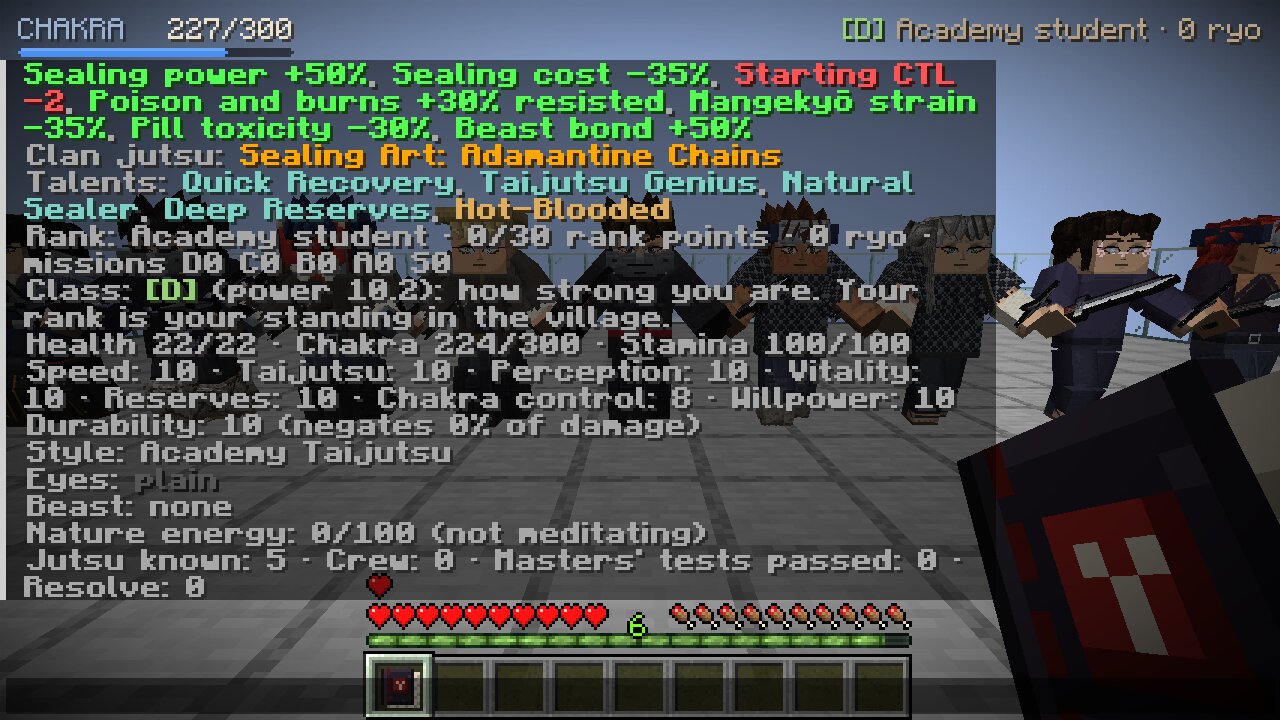 CHAKRA 227/300
[D] Academy student · 0 ryo
Sealing power +50%, Sealing cost -35%, Starting CTL
-2, Poison and burns +30% resisted, Mangekyō strain
-35%, Pill toxicity -30%, Beast bond +50%
Clan jutsu: Sealing Art: Adamantine Chains
Talents: Quick Recovery, Taijutsu Genius, Natural
Sealer, Deep Reserves, Hot-Blooded
Rank: Academy student · 0/30 rank points · 0 ryo ·
missions D0 C0 B0 A0 S0
Class: [D] (power 10.2): how strong you are. Your
rank is your standing in the village.
Health 22/22 · Chakra 224/300 · Stamina 100/100
Speed: 10 · Taijutsu: 10 · Perception: 10 · Vitality:
10 · Reserves: 10 · Chakra control: 8 · Willpower: 10
Durability: 10 (negates 0% of damage)
Style: Academy Taijutsu
Eyes: plain
Beast: none
Nature energy: 0/100 (not meditating)
Jutsu known: 5 · Crew: 0 · Masters' tests passed: 0 ·
Resolve: 0
6